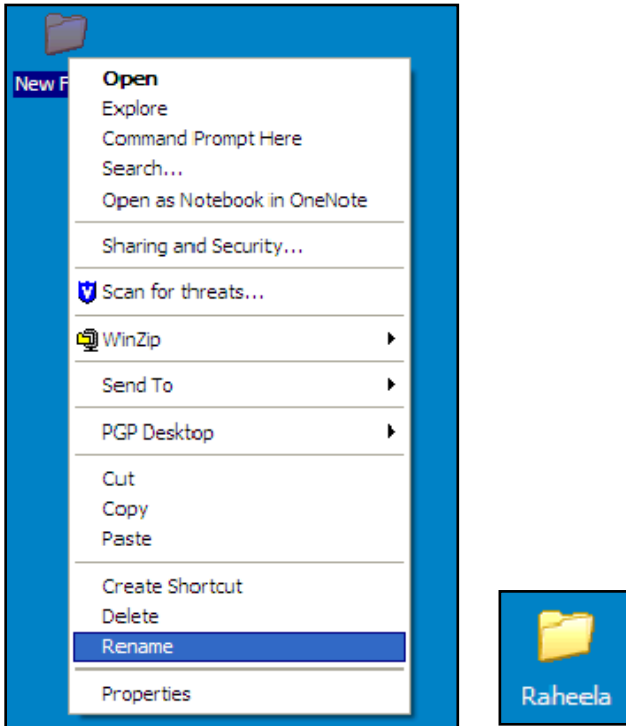 New F
Open
Explore
Command Prompt Here
Search...
Open as Notebook in OneNote
Sharing and Security...
Scan for threats...
WinZip
Send To
PGP Desktop
Cut
Copy
Paste
Create Shortcut
Delete
Rename
Properties
Raheela